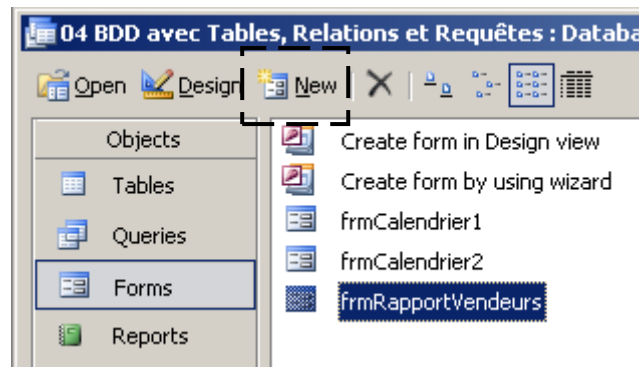 04 BDD avec Tables, Relations et Requêtes : Databa
Open Design New
Objects
Tables
Queries
Forms
Reports
Create form in Design view
Create form by using wizard
frmCalendrier1
frmCalendrier2
frmRapportVendeurs